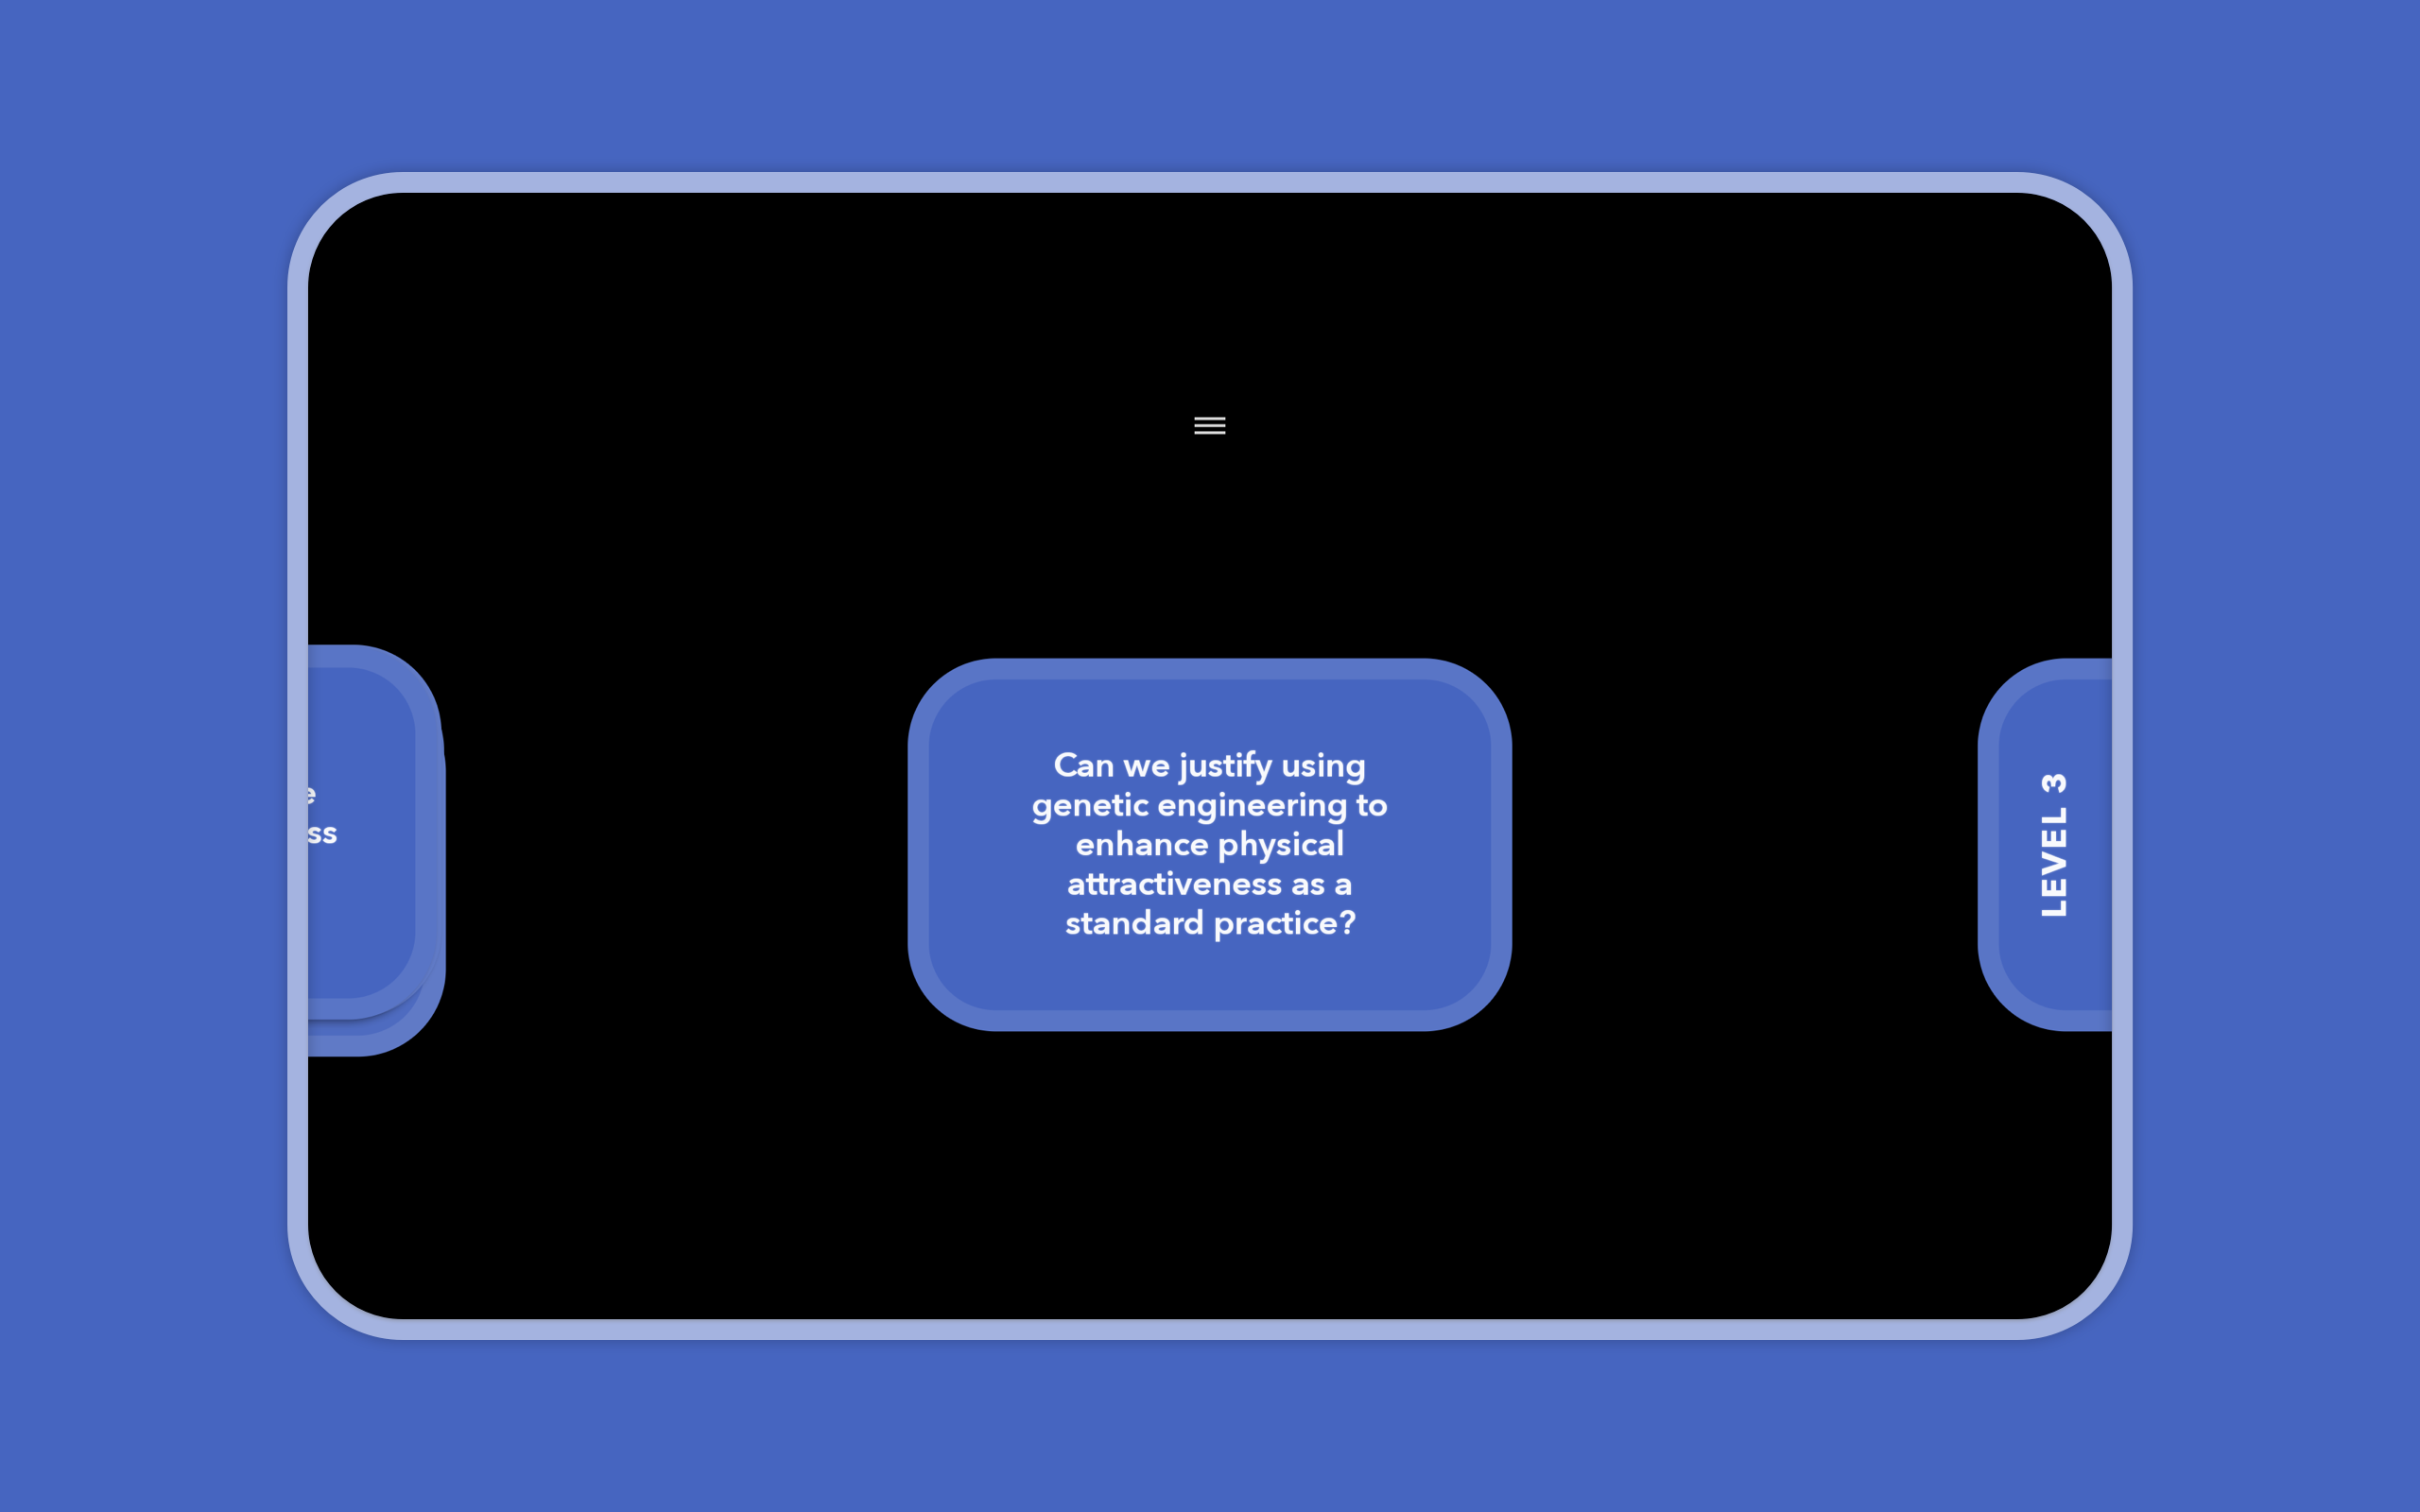 ss
Can we justify using
genetic engineering to
enhance physical
attractiveness as a
standard practice?
LEVEL 3